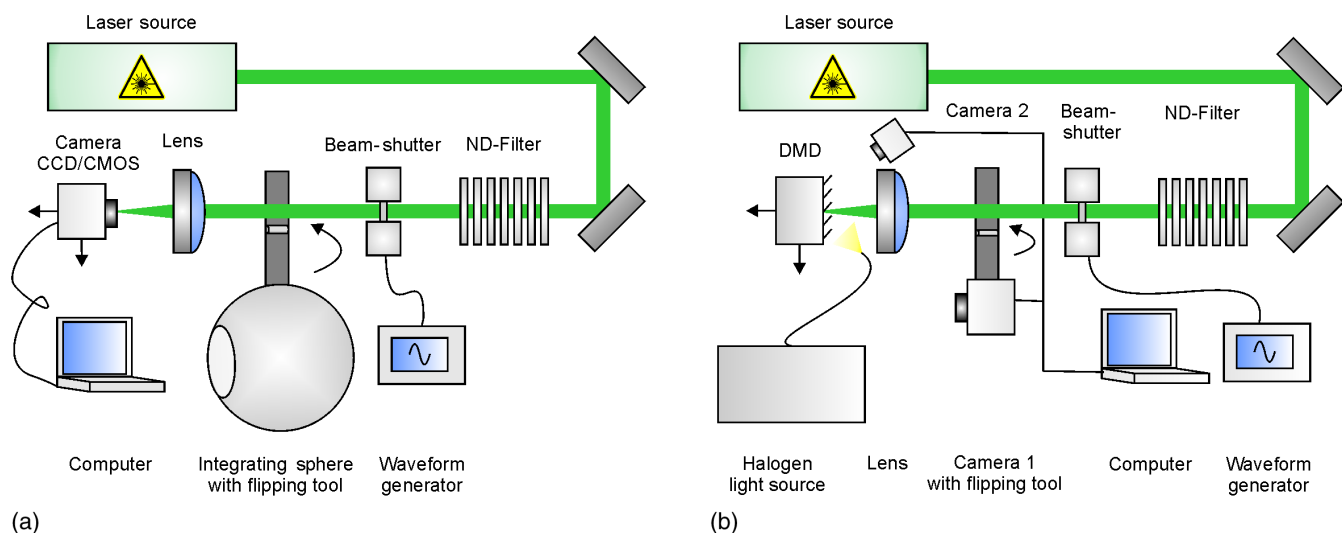 Laser source
Camera
CCD/CMOS
Lens
Beam-shutter
ND-Filter
Computer
Integrating sphere
with flipping tool
Waveform
generator
(a)
Laser source
Camera 2
Beam-
shutter
ND-Filter
DMD
Halogen
light source
Lens
Camera 1
with flipping tool
Computer
Waveform
generator
(b)